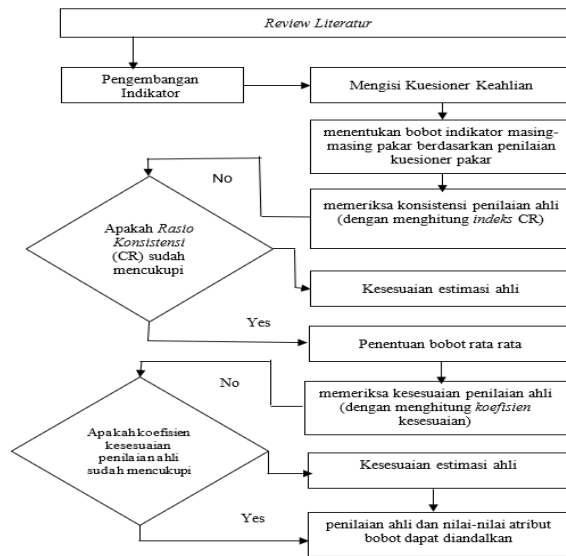 Review Literatur
Pengembangan
Indikator
Mengisi Kuesioner Keahlian
menentukan bobot indikator masing-
masing pakar berdasarkan penilaian
kuesioner pakar
No
memeriksa konsistensi penilaian ahli
(dengan menghitung indeks CR)
Apakah Rasio
Konsistensi
(CR) sudah
mencukupi
Kesesuaian estimasi ahli
Yes
Penentuan bobot rata rata
No
memeriksa kesesuaian penilaian ahli
(dengan menghitung koefisien
kesesuaian)
Apakah koefisien
kesesuaian
penilaian ahli
sudah mencukupi
Kesesuaian estimasi ahli
Yes
penilaian ahli dan nilai-nilai atribut
bobot dapat diandalkan